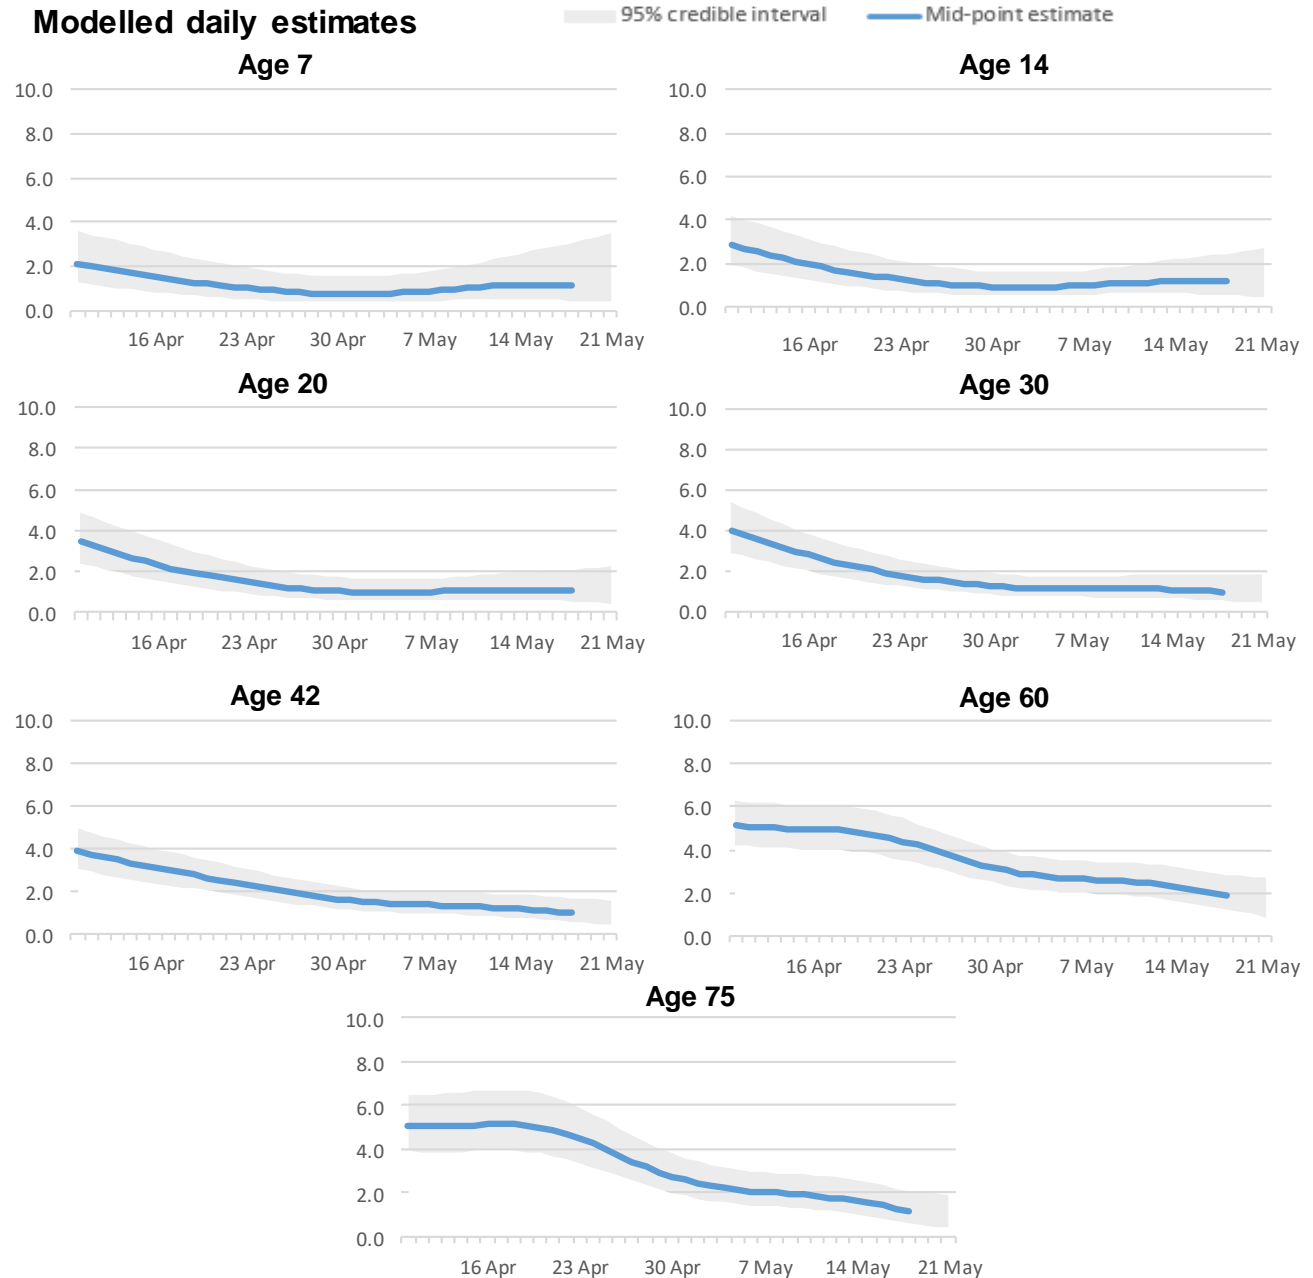 Modelled daily estimates
95% credible interval
Mid-point estimate
Age 7
10.0
8.0
6.0
4.0
2.0
0.0
16 Apr 23 Apr 30 Apr 7 May 14 May 21 May
Age 14
10.0
8.0
6.0
4.0
2.0
0.0
16 Apr 23 Apr 30 Apr 7 May 14 May 21 May
Age 20
10.0
8.0
6.0
4.0
2.0
0.0
16 Apr 23 Apr 30 Apr 7 May 14 May 21 May
Age 30
10.0
8.0
6.0
4.0
2.0
0.0
16 Apr 23 Apr 30 Apr 7 May 14 May 21 May
Age 42
10.0
8.0
6.0
4.0
2.0
0.0
16 Apr 23 Apr 30 Apr 7 May 14 May 21 May
Age 60
10.0
8.0
6.0
4.0
2.0
0.0
16 Apr 23 Apr 30 Apr 7 May 14 May 21 May
Age 75
10.0
8.0
6.0
4.0
2.0
0.0
16 Apr 23 Apr 30 Apr 7 May 14 May 21 May